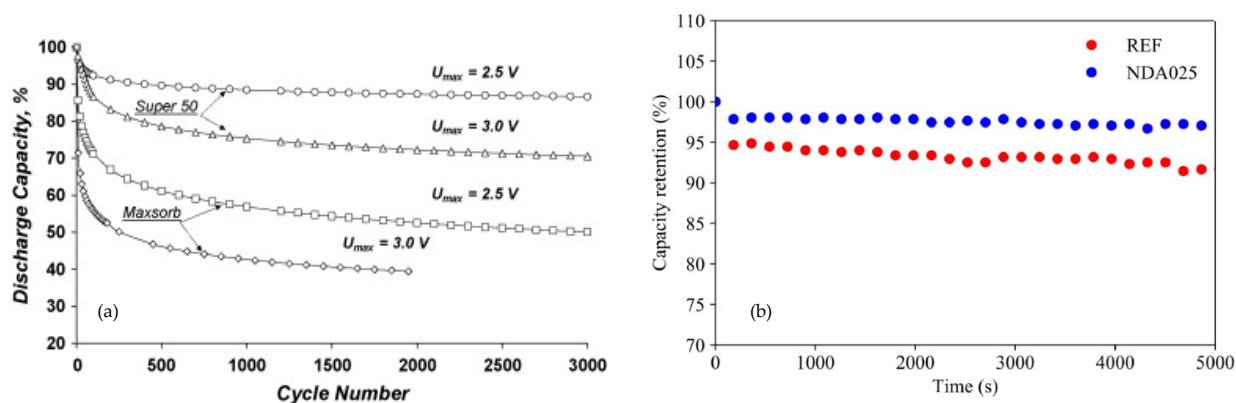 100
90
80
70
60
50
40
30
20
0
500
1000
1500
2000
2500
3000
Discharge Capacity, %
Cycle Number
Umax = 2.5 V
Super 50
Umax = 3.0 V
Umax = 2.5 V
Maxsorb
Umax = 3.0 V
(a)
110
105
100
95
90
85
80
75
70
0
1000
2000
3000
4000
5000
Capacity retention (%)
Time (s)
REF
NDA025
(b)